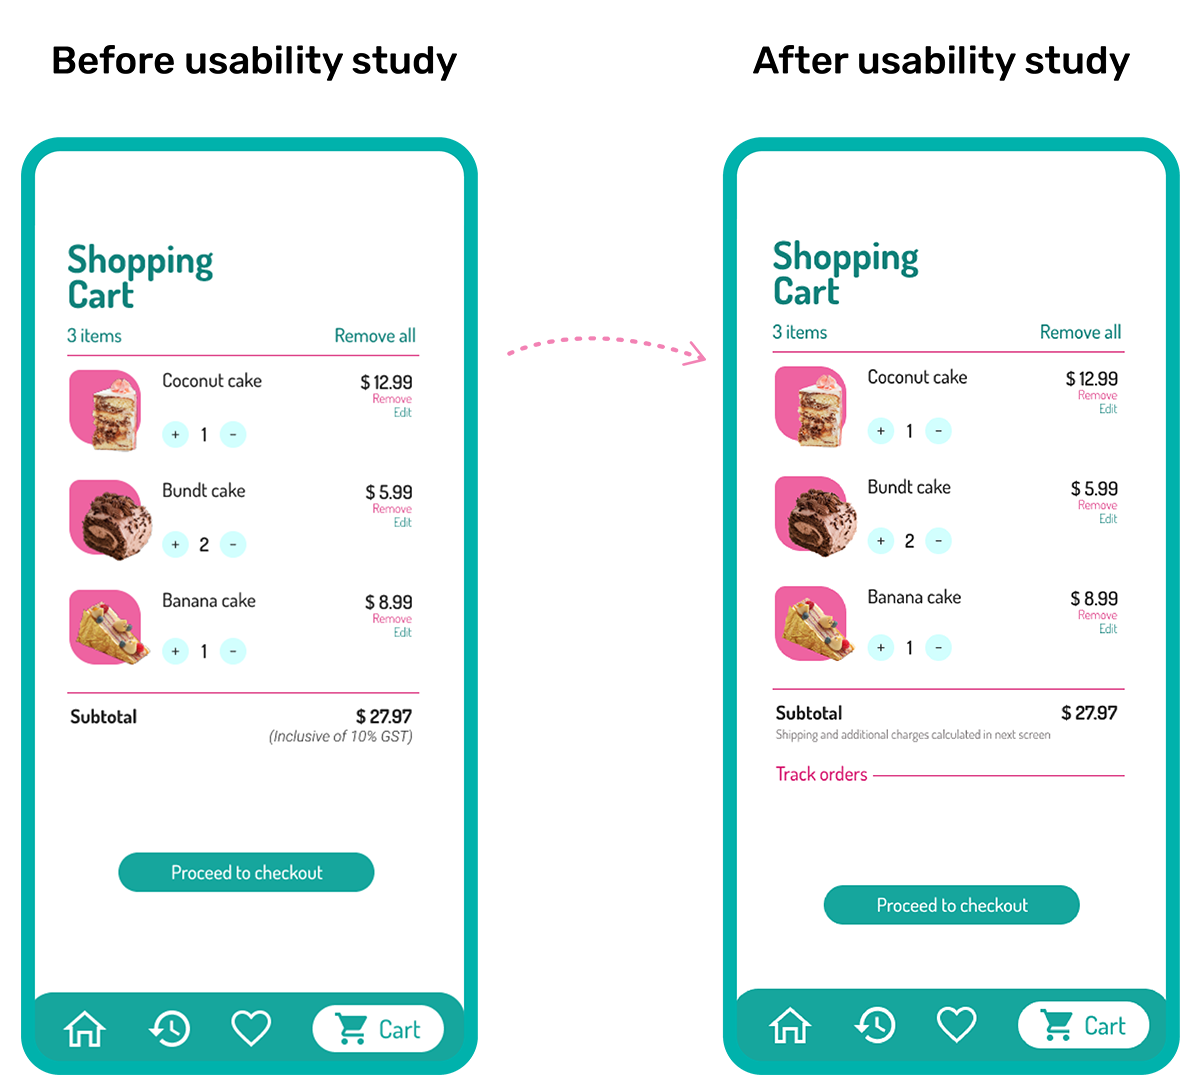 Before usability study
After usability study
Shopping
Cart
3 items
Remove all
Coconut cake
$ 12.99
Remove
Edit
+ 1 -
Bundt cake
$ 5.99
Remove
Edit
+ 2 -
Banana cake
$ 8.99
Remove
Edit
+ 1 -
Subtotal
$ 27.97
(Inclusive of 10% GST)
Proceed to checkout
Cart
Shopping
Cart
3 items
Remove all
Coconut cake
$ 12.99
Remove
Edit
+ 1 -
Bundt cake
$ 5.99
Remove
Edit
+ 2 -
Banana cake
$ 8.99
Remove
Edit
+ 1 -
Subtotal
$ 27.97
Shipping and additional charges calculated in next screen
Track orders
Proceed to checkout
Cart